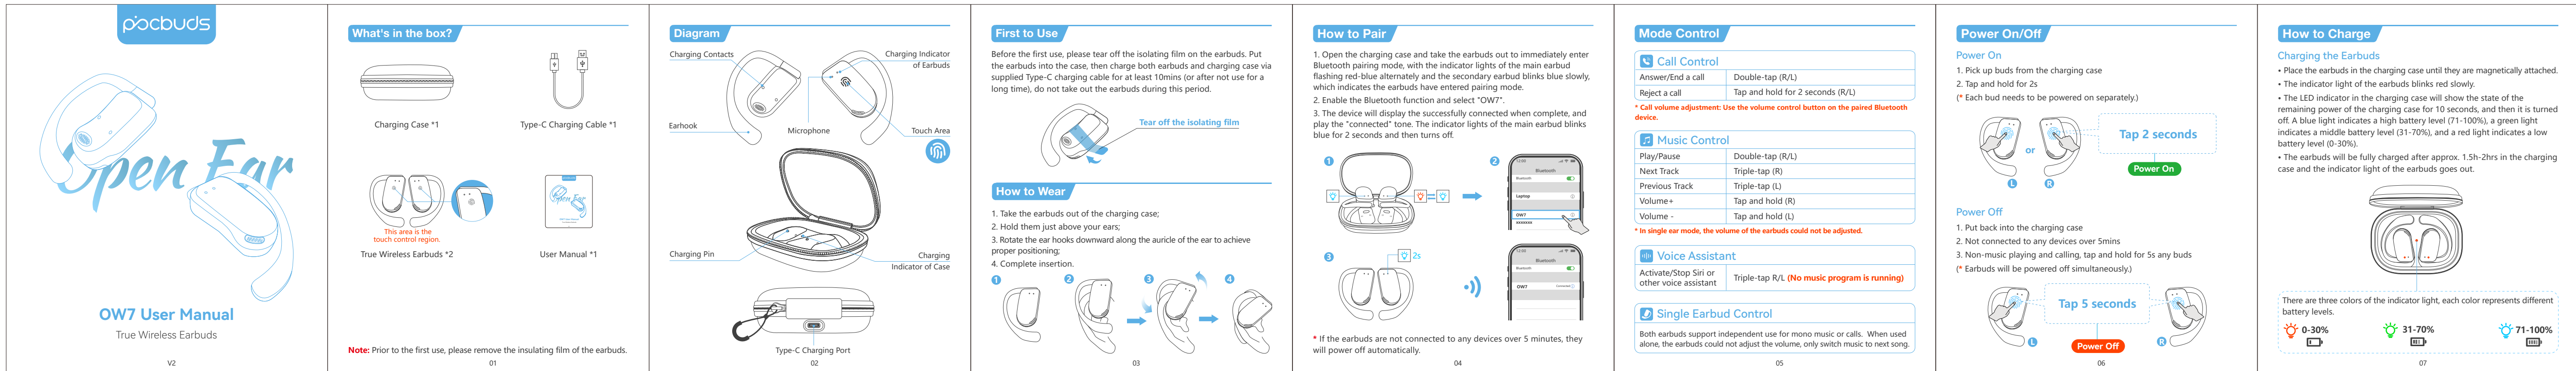 pocbuds
Open Ear
OW7 User Manual
True Wireless Earbuds
V2
What's in the box?
Charging Case *1
Type-C Charging Cable *1
This area is the
touch control region.
True Wireless Earbuds *2
User Manual *1
Note: Prior to the first use, please remove the insulating film of the earbuds.
01
Diagram
Charging Contacts
Charging Indicator
of Earbuds
Earhook
Microphone
Touch Area
Charging Pin
Charging
Indicator of Case
Type-C Charging Port
02
First to Use
Before the first use, please tear off the isolating film on the earbuds. Put
the earbuds into the case, then charge both earbuds and charging case via
supplied Type-C charging cable for at least 10mins (or after not use for a
long time), do not take out the earbuds during this period.
Tear off the isolating film
How to Wear
1. Take the earbuds out of the charging case;
2. Hold them just above your ears;
3. Rotate the ear hooks downward along the auricle of the ear to achieve
proper positioning;
4. Complete insertion.
1 2 3 4
03
How to Pair
1. Open the charging case and take the earbuds out to immediately enter
Bluetooth pairing mode, with the indicator lights of the main earbud
flashing red-blue alternately and the secondary earbud blinks blue slowly,
which indicates the earbuds have entered pairing mode.
2. Enable the Bluetooth function and select "OW7".
3. The device will display the successfully connected when complete, and
play the "connected" tone. The indicator lights of the main earbud blinks
blue for 2 seconds and then turns off.
1
2
Bluetooth
Bluetooth
Laptop
OW7
xxxxxxx
3
2s
Bluetooth
Bluetooth
OW7
Connected
* If the earbuds are not connected to any devices over 5 minutes, they
will power off automatically.
04
Mode Control
Call Control
Answer/End a call Double-tap (R/L)
Reject a call Tap and hold for 2 seconds (R/L)
* Call volume adjustment: Use the volume control button on the paired Bluetooth
device.
Music Control
Play/Pause Double-tap (R/L)
Next Track Triple-tap (R)
Previous Track Triple-tap (L)
Volume+ Tap and hold (R)
Volume - Tap and hold (L)
* In single ear mode, the volume of the earbuds could not be adjusted.
Voice Assistant
Activate/Stop Siri or
other voice assistant
Triple-tap R/L (No music program is running)
Single Earbud Control
Both earbuds support independent use for mono music or calls. When used
alone, the earbuds could not adjust the volume, only switch music to next song.
05
Power On/Off
Power On
1. Pick up buds from the charging case
2. Tap and hold for 2s
(* Each bud needs to be powered on separately.)
or
L
R
Tap 2 seconds
Power On
Power Off
1. Put back into the charging case
2. Not connected to any devices over 5mins
3. Non-music playing and calling, tap and hold for 5s any buds
(* Earbuds will be powered off simultaneously.)
Tap 5 seconds
L
Power Off
R
06
How to Charge
Charging the Earbuds
• Place the earbuds in the charging case until they are magnetically attached.
• The indicator light of the earbuds blinks red slowly.
• The LED indicator in the charging case will show the state of the
remaining power of the charging case for 10 seconds, and then it is turned
off. A blue light indicates a high battery level (71-100%), a green light
indicates a middle battery level (31-70%), and a red light indicates a low
battery level (0-30%).
• The earbuds will be fully charged after approx. 1.5h-2hrs in the charging
case and the indicator light of the earbuds goes out.
There are three colors of the indicator light, each color represents different
battery levels.
0-30%
31-70%
71-100%
07